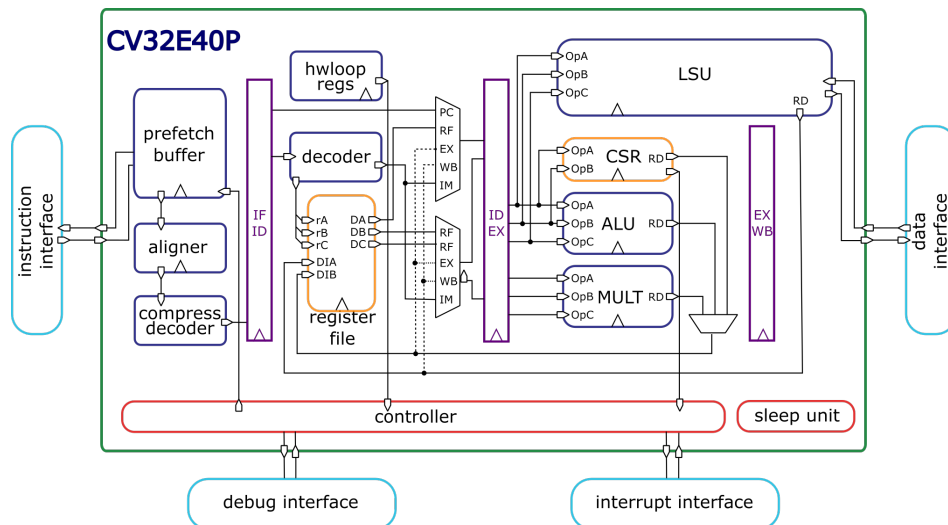 CV32E40P
instruction
interface
prefetch
buffer
aligner
compress
decoder
IF
ID
hwloop
regs
decoder
rA
rB
rC
DIA
DIB
DA
DB
DC
register
file
PC
RF
EX
WB
IM
RF
RF
EX
WB
IM
ID
EX
OpA
OpB
OpC
LSU
RD
OpA
OpB
CSR
RD
OpA
OpB
OpC
ALU
RD
OpA
OpB
OpC
MULT
RD
EX
WB
data
interface
controller
sleep unit
debug interface
interrupt interface